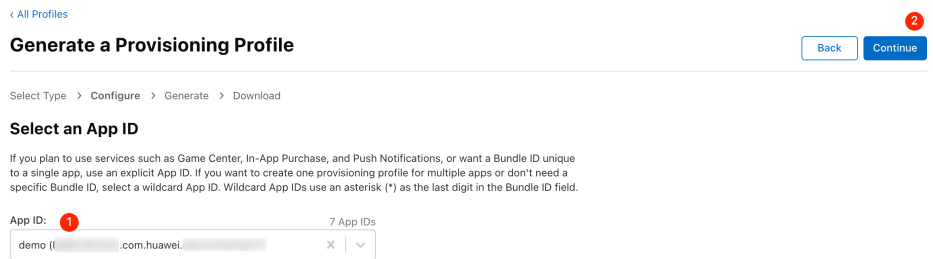 ‹ All Profiles
2
Generate a Provisioning Profile
Back
Continue
Select Type > Configure > Generate > Download
Select an App ID
If you plan to use services such as Game Center, In-App Purchase, and Push Notifications, or want a Bundle ID unique
to a single app, use an explicit App ID. If you want to create one provisioning profile for multiple apps or don't need a
specific Bundle ID, select a wildcard App ID. Wildcard App IDs use an asterisk (*) as the last digit in the Bundle ID field.
App ID: 1 7 App IDs
demo ( .com.huawei.